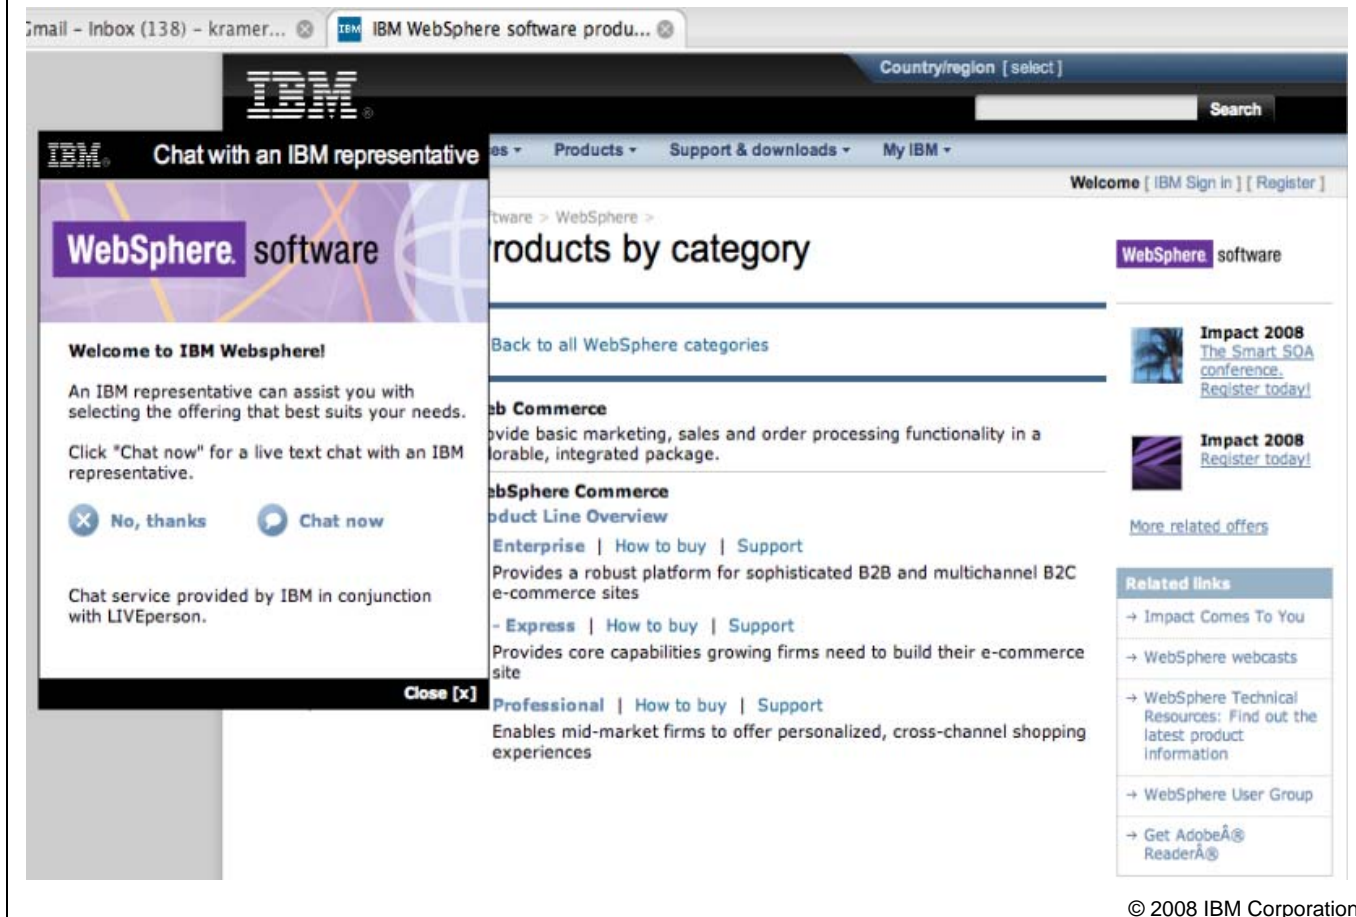 Gmail – Inbox (138) – kramer...
IBM WebSphere software produ...
IBM
Country/region [ select ]
IBM®
Search
Products
Support & downloads
My IBM
Welcome [ IBM Sign in ] [ Register ]
IBM®
Chat with an IBM representative
WebSphere. software
Welcome to IBM Websphere!
An IBM representative can assist you with
selecting the offering that best suits your needs.
Click "Chat now" for a live text chat with an IBM
representative.
No, thanks
Chat now
Chat service provided by IBM in conjunction
with LIVEperson.
Close [x]
> WebSphere >
roducts by category
Back to all WebSphere categories
eb Commerce
ovide basic marketing, sales and order processing functionality in a
lorable, integrated package.
ebSphere Commerce
oduct Line Overview
Enterprise | How to buy | Support
Provides a robust platform for sophisticated B2B and multichannel B2C
e-commerce sites
- Express | How to buy | Support
Provides core capabilities growing firms need to build their e-commerce
site
Professional | How to buy | Support
Enables mid-market firms to offer personalized, cross-channel shopping
experiences
WebSphere. software
Impact 2008
The Smart SOA
conference.
Register today!
Impact 2008
Register today!
More related offers
Related links
→ Impact Comes To You
→ WebSphere webcasts
→ WebSphere Technical
Resources: Find out the
latest product
information
→ WebSphere User Group
→ Get AdobeÂ®
ReaderÂ®
© 2008 IBM Corporation